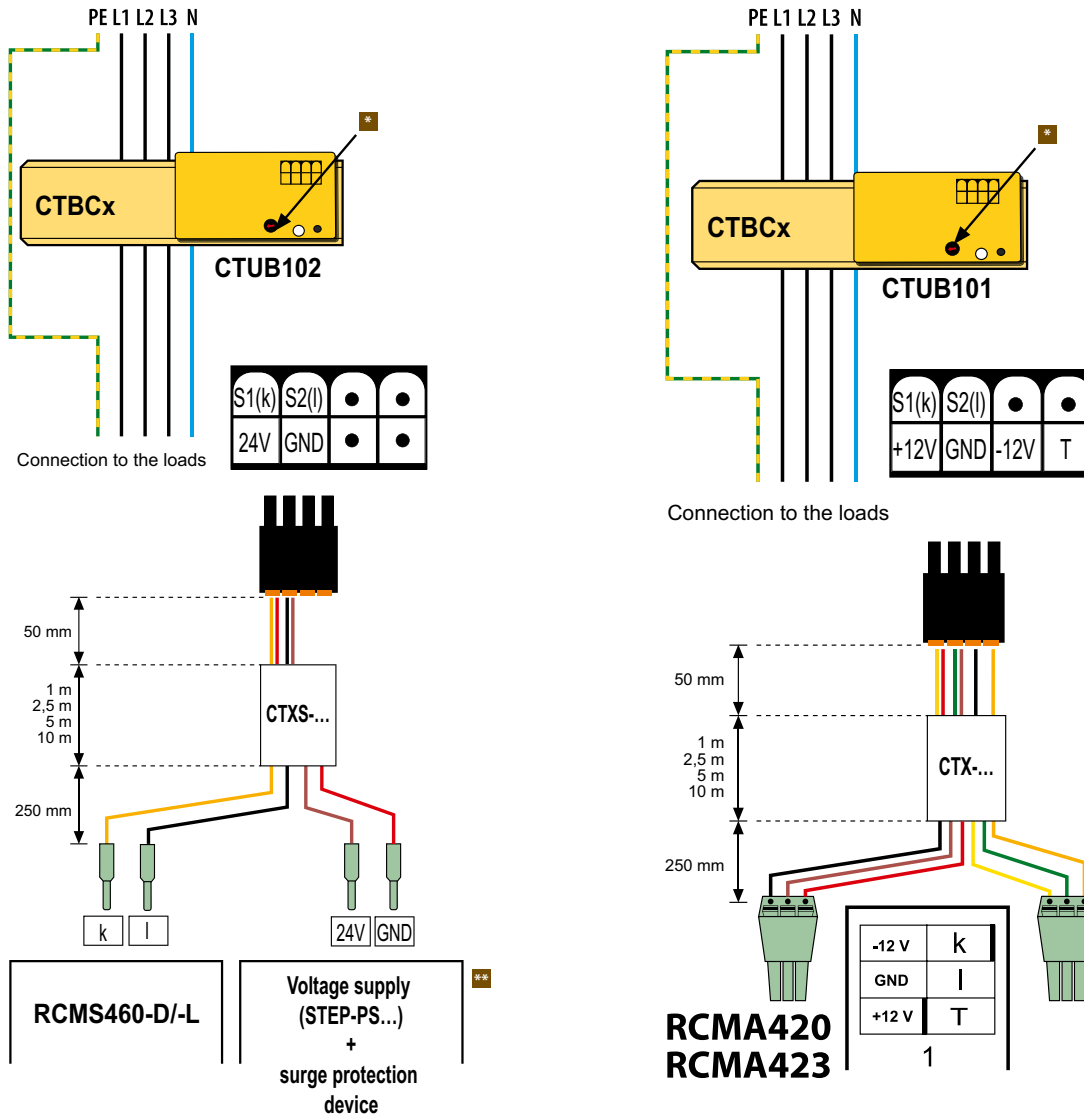 PE L1 L2 L3 N
*
CTBCx
CTUB102
S1(k) S2(l)
24V GND
Connection to the loads
50 mm
1 m
2,5 m
5 m
10 m
CTXS-...
250 mm
k l 24V GND
RCMS460-D/-L
Voltage supply
(STEP-PS...)
+
surge protection
device
**
PE L1 L2 L3 N
*
CTBCx
CTUB101
S1(k) S2(l)
+12V GND -12V T
Connection to the loads
50 mm
1 m
2,5 m
5 m
10 m
CTX-...
250 mm
-12 V k
GND l
+12 V T
1
RCMA420
RCMA423